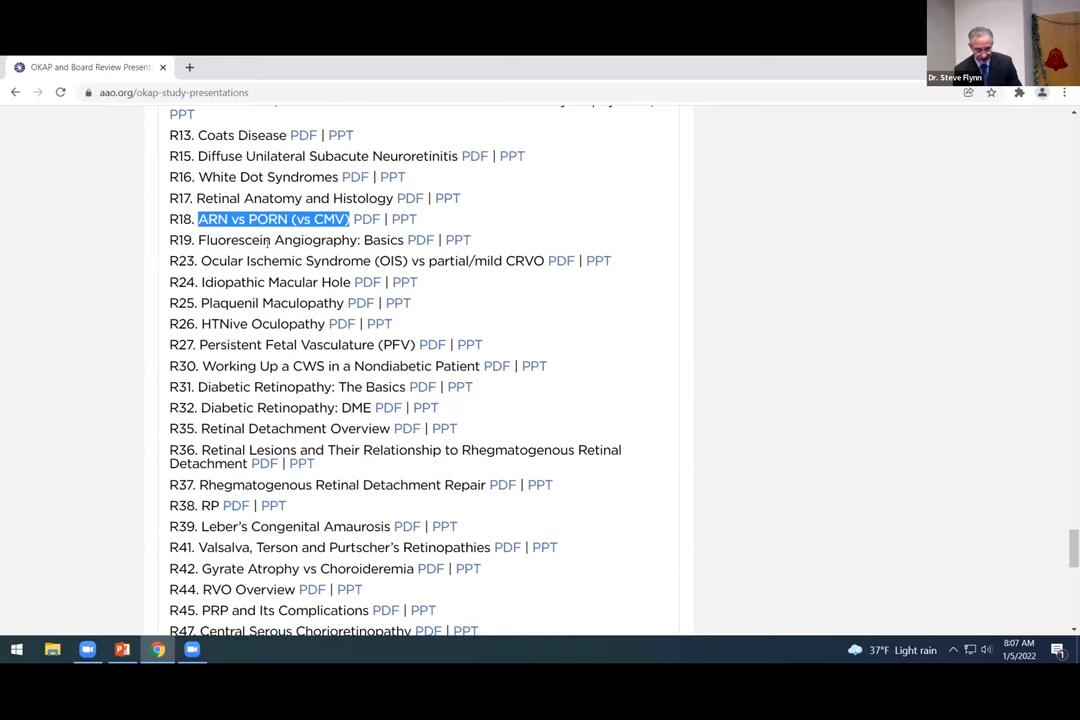 OKAP and Board Review Present
aao.org/okap-study-presentations
Dr. Steve Flynn
PPT
R13. Coats Disease PDF | PPT
R15. Diffuse Unilateral Subacute Neuroretinitis PDF | PPT
R16. White Dot Syndromes PDF | PPT
R17. Retinal Anatomy and Histology PDF | PPT
R18. ARN vs PORN (vs CMV) PDF | PPT
R19. Fluorescein Angiography: Basics PDF | PPT
R23. Ocular Ischemic Syndrome (OIS) vs partial/mild CRVO PDF | PPT
R24. Idiopathic Macular Hole PDF | PPT
R25. Plaquenil Maculopathy PDF | PPT
R26. HTNive Oculopathy PDF | PPT
R27. Persistent Fetal Vasculature (PFV) PDF | PPT
R30. Working Up a CWS in a Nondiabetic Patient PDF | PPT
R31. Diabetic Retinopathy: The Basics PDF | PPT
R32. Diabetic Retinopathy: DME PDF | PPT
R35. Retinal Detachment Overview PDF | PPT
R36. Retinal Lesions and Their Relationship to Rhegmatogenous Retinal
Detachment PDF | PPT
R37. Rhegmatogenous Retinal Detachment Repair PDF | PPT
R38. RP PDF | PPT
R39. Leber's Congenital Amaurosis PDF | PPT
R41. Valsalva, Terson and Purtscher's Retinopathies PDF | PPT
R42. Gyrate Atrophy vs Choroideremia PDF | PPT
R44. RVO Overview PDF | PPT
R45. PRP and Its Complications PDF | PPT
R47. Central Serous Chorioretinopathy PDF | PPT
37°F Light rain
8:07 AM
1/5/2022